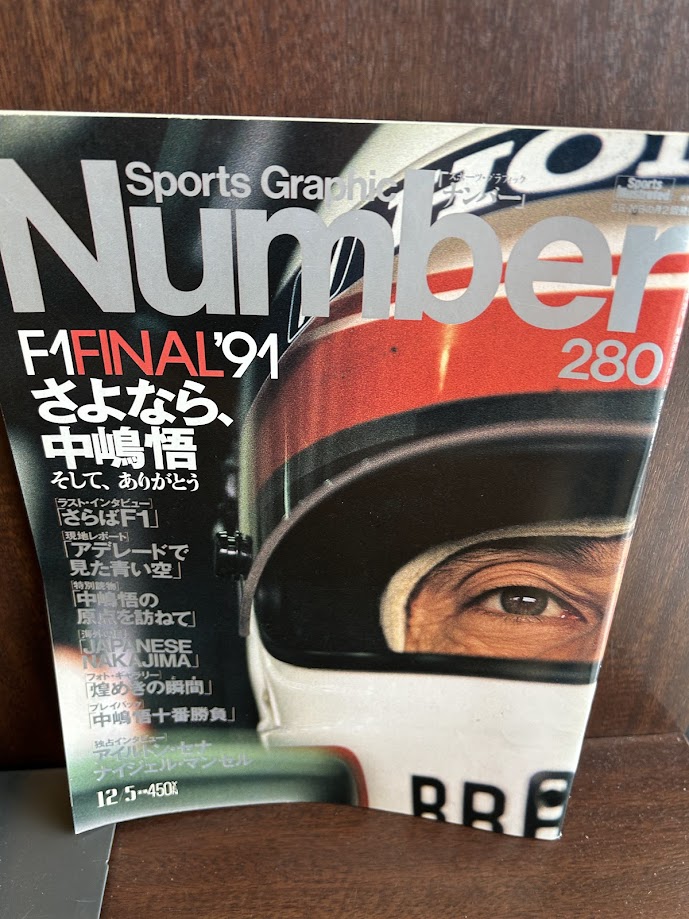 Sports Graphic
「スポーツ・グラフィック
ナンバー」
Number
280
F1 FINAL '91
さよなら、
中嶋悟
そして、ありがとう
[ラスト・インタビュー]
「さらばF1」
[現地レポート]
「アデレードで
見た青い空」
[特別読物]
「中嶋悟の
原点を訪ねて」
「JAPANESE
NAKAJIMA」
[フォト・ギャラリー]
「煌めきの瞬間」
[プレイバック]
「中嶋悟十番勝負」
[独占インタビュー]
アイルトン・セナ
ナイジェル・マンセル
12/5 450